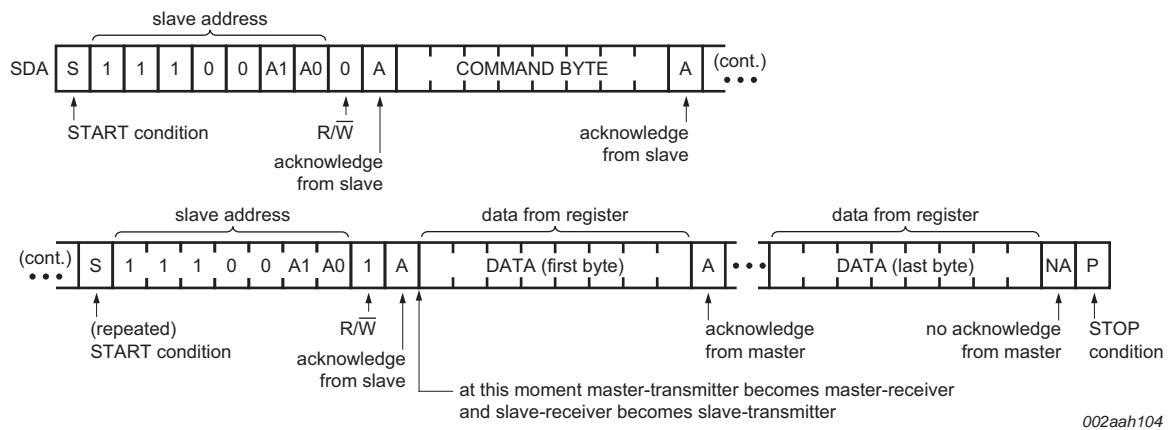 slave address
SDA S 1 1 1 0 0 A1 A0 0 A COMMAND BYTE A (cont.)
START condition R/W̅ acknowledge from slave acknowledge from slave
slave address data from register data from register
(cont.) S 1 1 1 0 0 A1 A0 1 A DATA (first byte) A DATA (last byte) NA P
(repeated) START condition R/W̅ acknowledge from slave acknowledge from master no acknowledge from master STOP condition
at this moment master-transmitter becomes master-receiver
and slave-receiver becomes slave-transmitter
002aah104